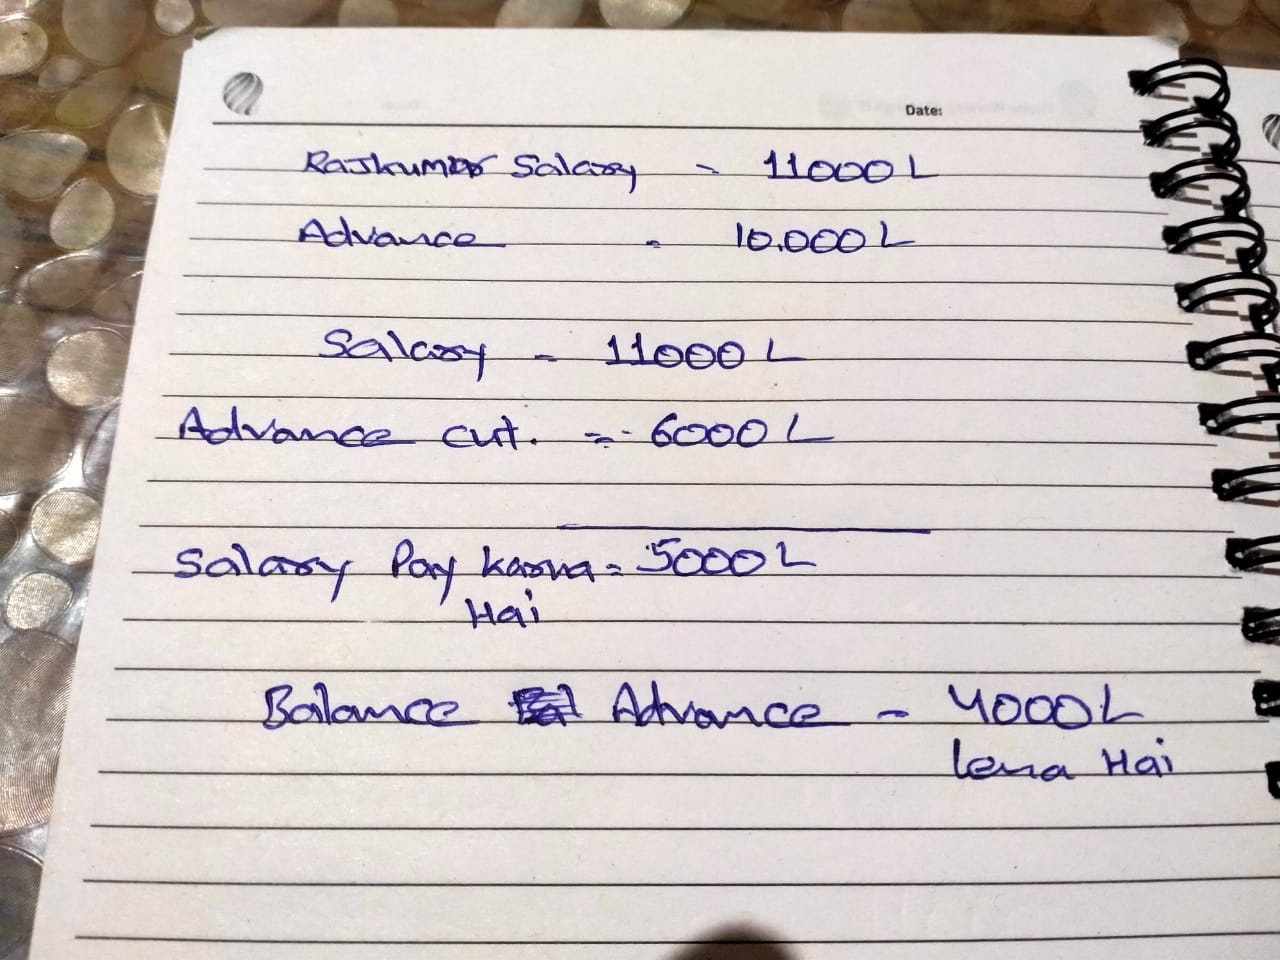 Date:
Rajkumar Salary - 11000 L
Advance - 10.000 L
Salary - 11000 L
Advance cut. = - 6000 L
Salary Pay karna = 5000 L
Hai
Balance Advance - 4000 L
lena Hai